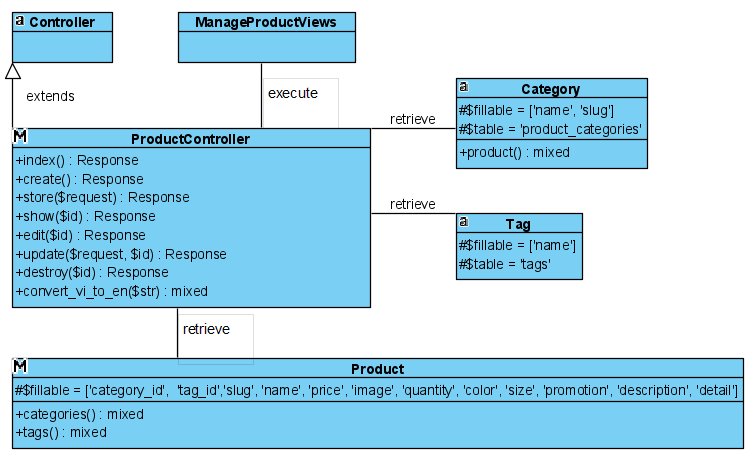 a Controller
ManageProductViews
extends
execute
retrieve
a
Category
#$fillable = ['name', 'slug']
#$table = 'product_categories'
+product() : mixed
M
ProductController
+index() : Response
+create() : Response
+store($request) : Response
+show($id) : Response
+edit($id) : Response
+update($request, $id) : Response
+destroy($id) : Response
+convert_vi_to_en($str) : mixed
retrieve
a
Tag
#$fillable = ['name']
#$table = 'tags'
retrieve
M
Product
#$fillable = ['category_id', 'tag_id','slug', 'name', 'price', 'image', 'quantity', 'color', 'size', 'promotion', 'description', 'detail']
+categories() : mixed
+tags() : mixed